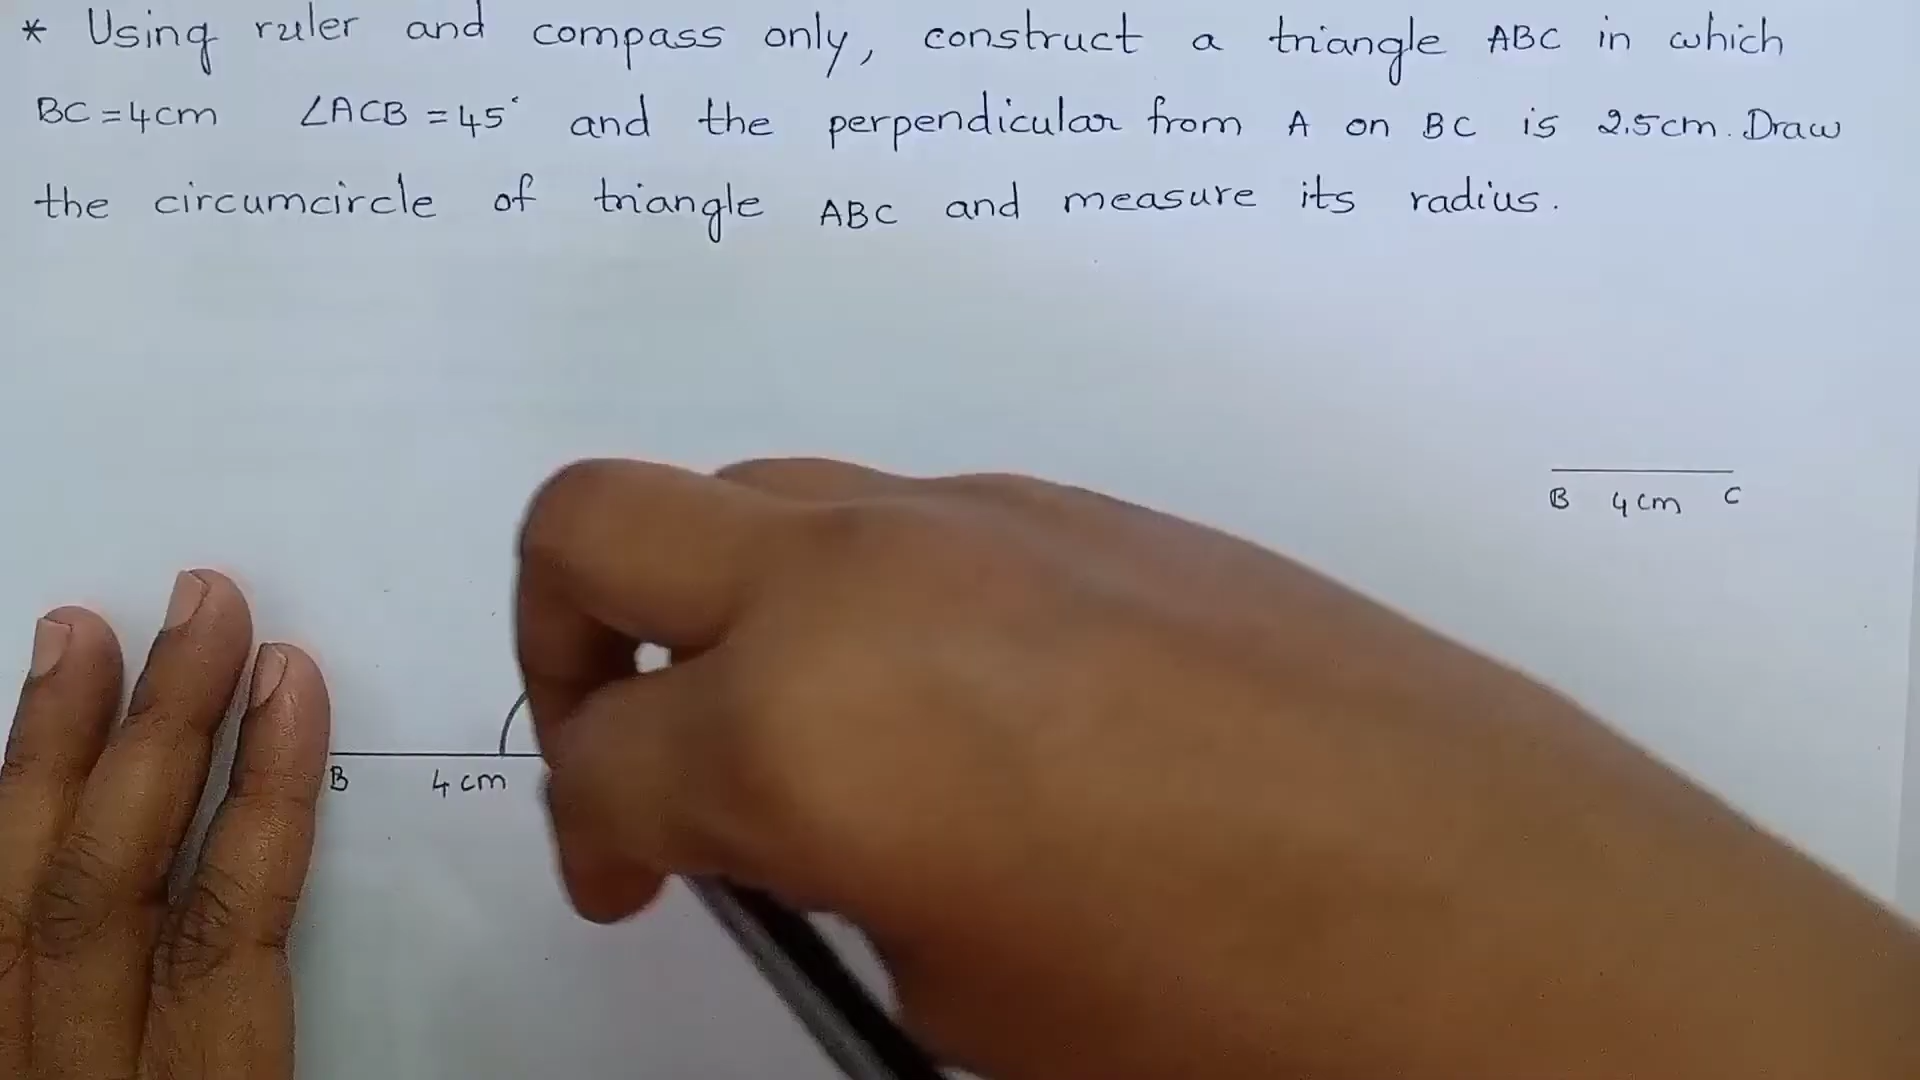 * Using ruler and compass only, construct a triangle ABC in which
BC = 4cm ∠ACB = 45° and the perpendicular from A on BC is 2.5cm. Draw
the circumcircle of triangle ABC and measure its radius.
B 4cm C
B 4cm